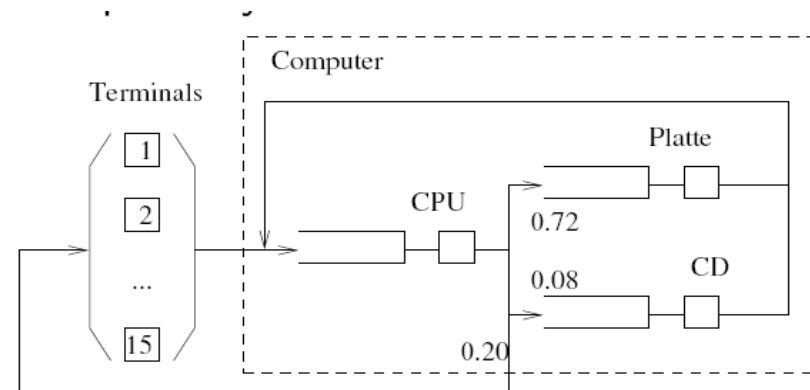 Computer
Terminals
1
Platte
CPU
2
0.72
CD
0.08
...
15
0.20